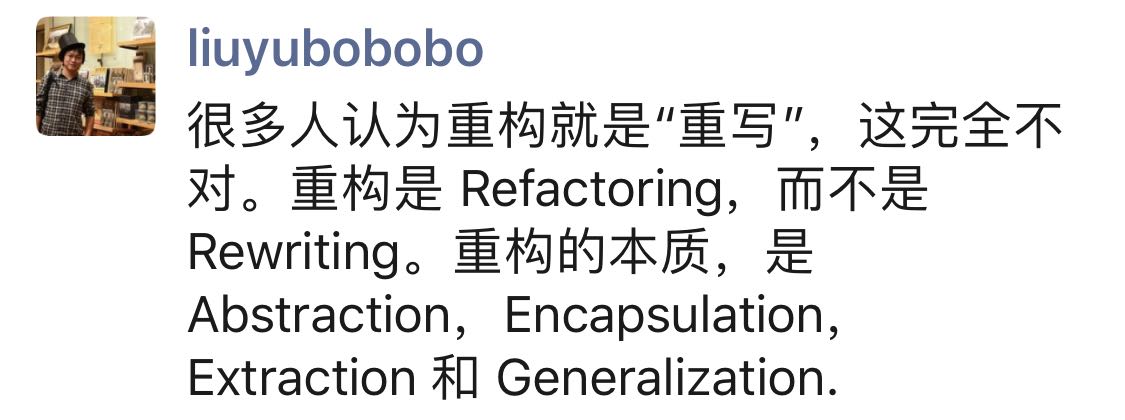 liuyubobobo
很多人认为重构就是“重写”，这完全不
对。重构是 Refactoring，而不是
Rewriting。重构的本质，是
Abstraction，Encapsulation，
Extraction 和 Generalization.